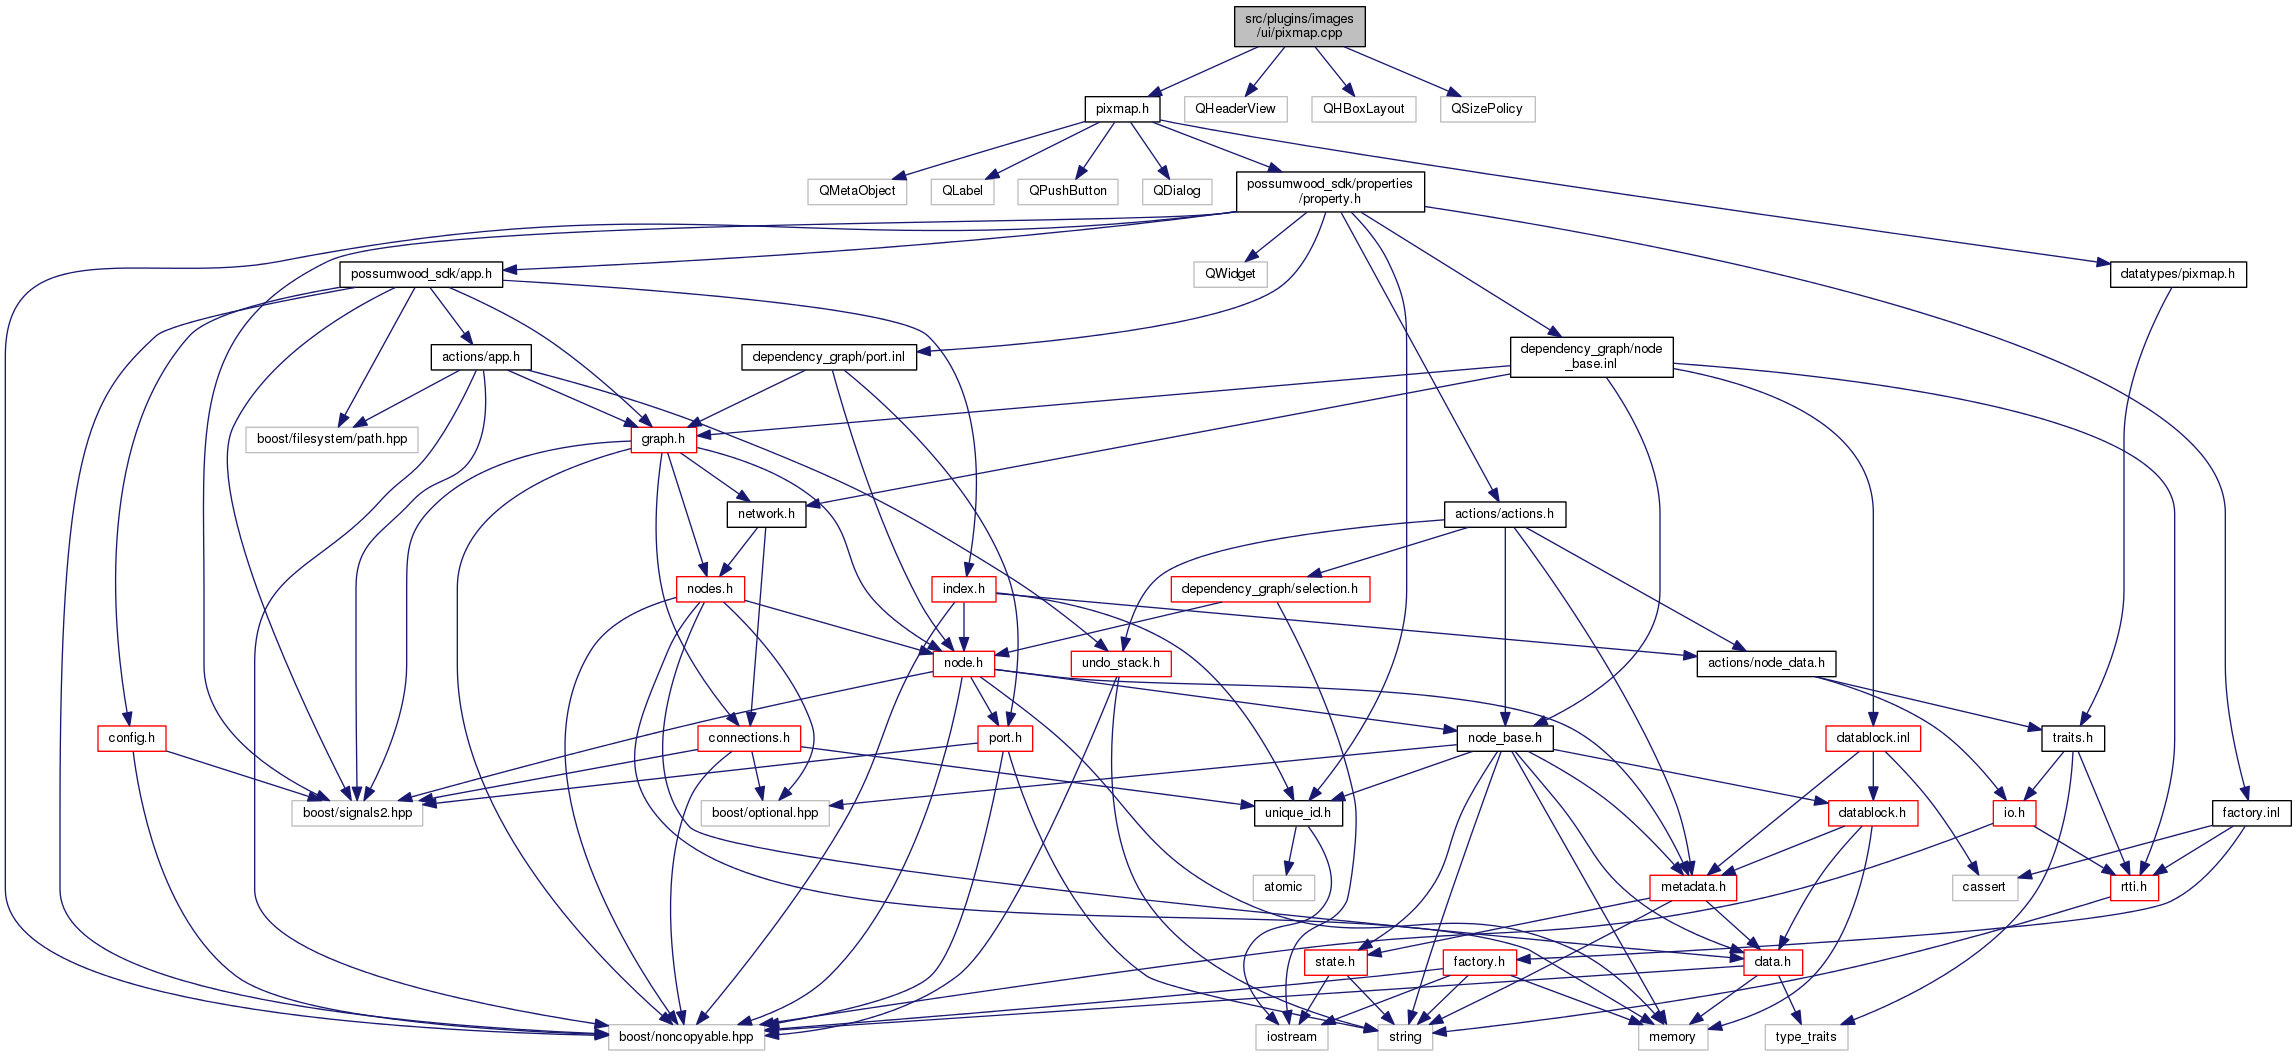 src/plugins/images
/ui/pixmap.cpp
pixmap.h
QHeaderView
QHBoxLayout
QSizePolicy
QMetaObject
QLabel
QPushButton
QDialog
possumwood_sdk/properties
/property.h
possumwood_sdk/app.h
QWidget
datatypes/pixmap.h
actions/app.h
dependency_graph/port.inl
dependency_graph/node
_base.inl
boost/filesystem/path.hpp
graph.h
network.h
actions/actions.h
nodes.h
index.h
dependency_graph/selection.h
node.h
undo_stack.h
actions/node_data.h
config.h
connections.h
port.h
node_base.h
datablock.inl
traits.h
boost/signals2.hpp
boost/optional.hpp
unique_id.h
datablock.h
io.h
factory.inl
atomic
metadata.h
cassert
rtti.h
state.h
factory.h
data.h
boost/noncopyable.hpp
iostream
string
memory
type_traits